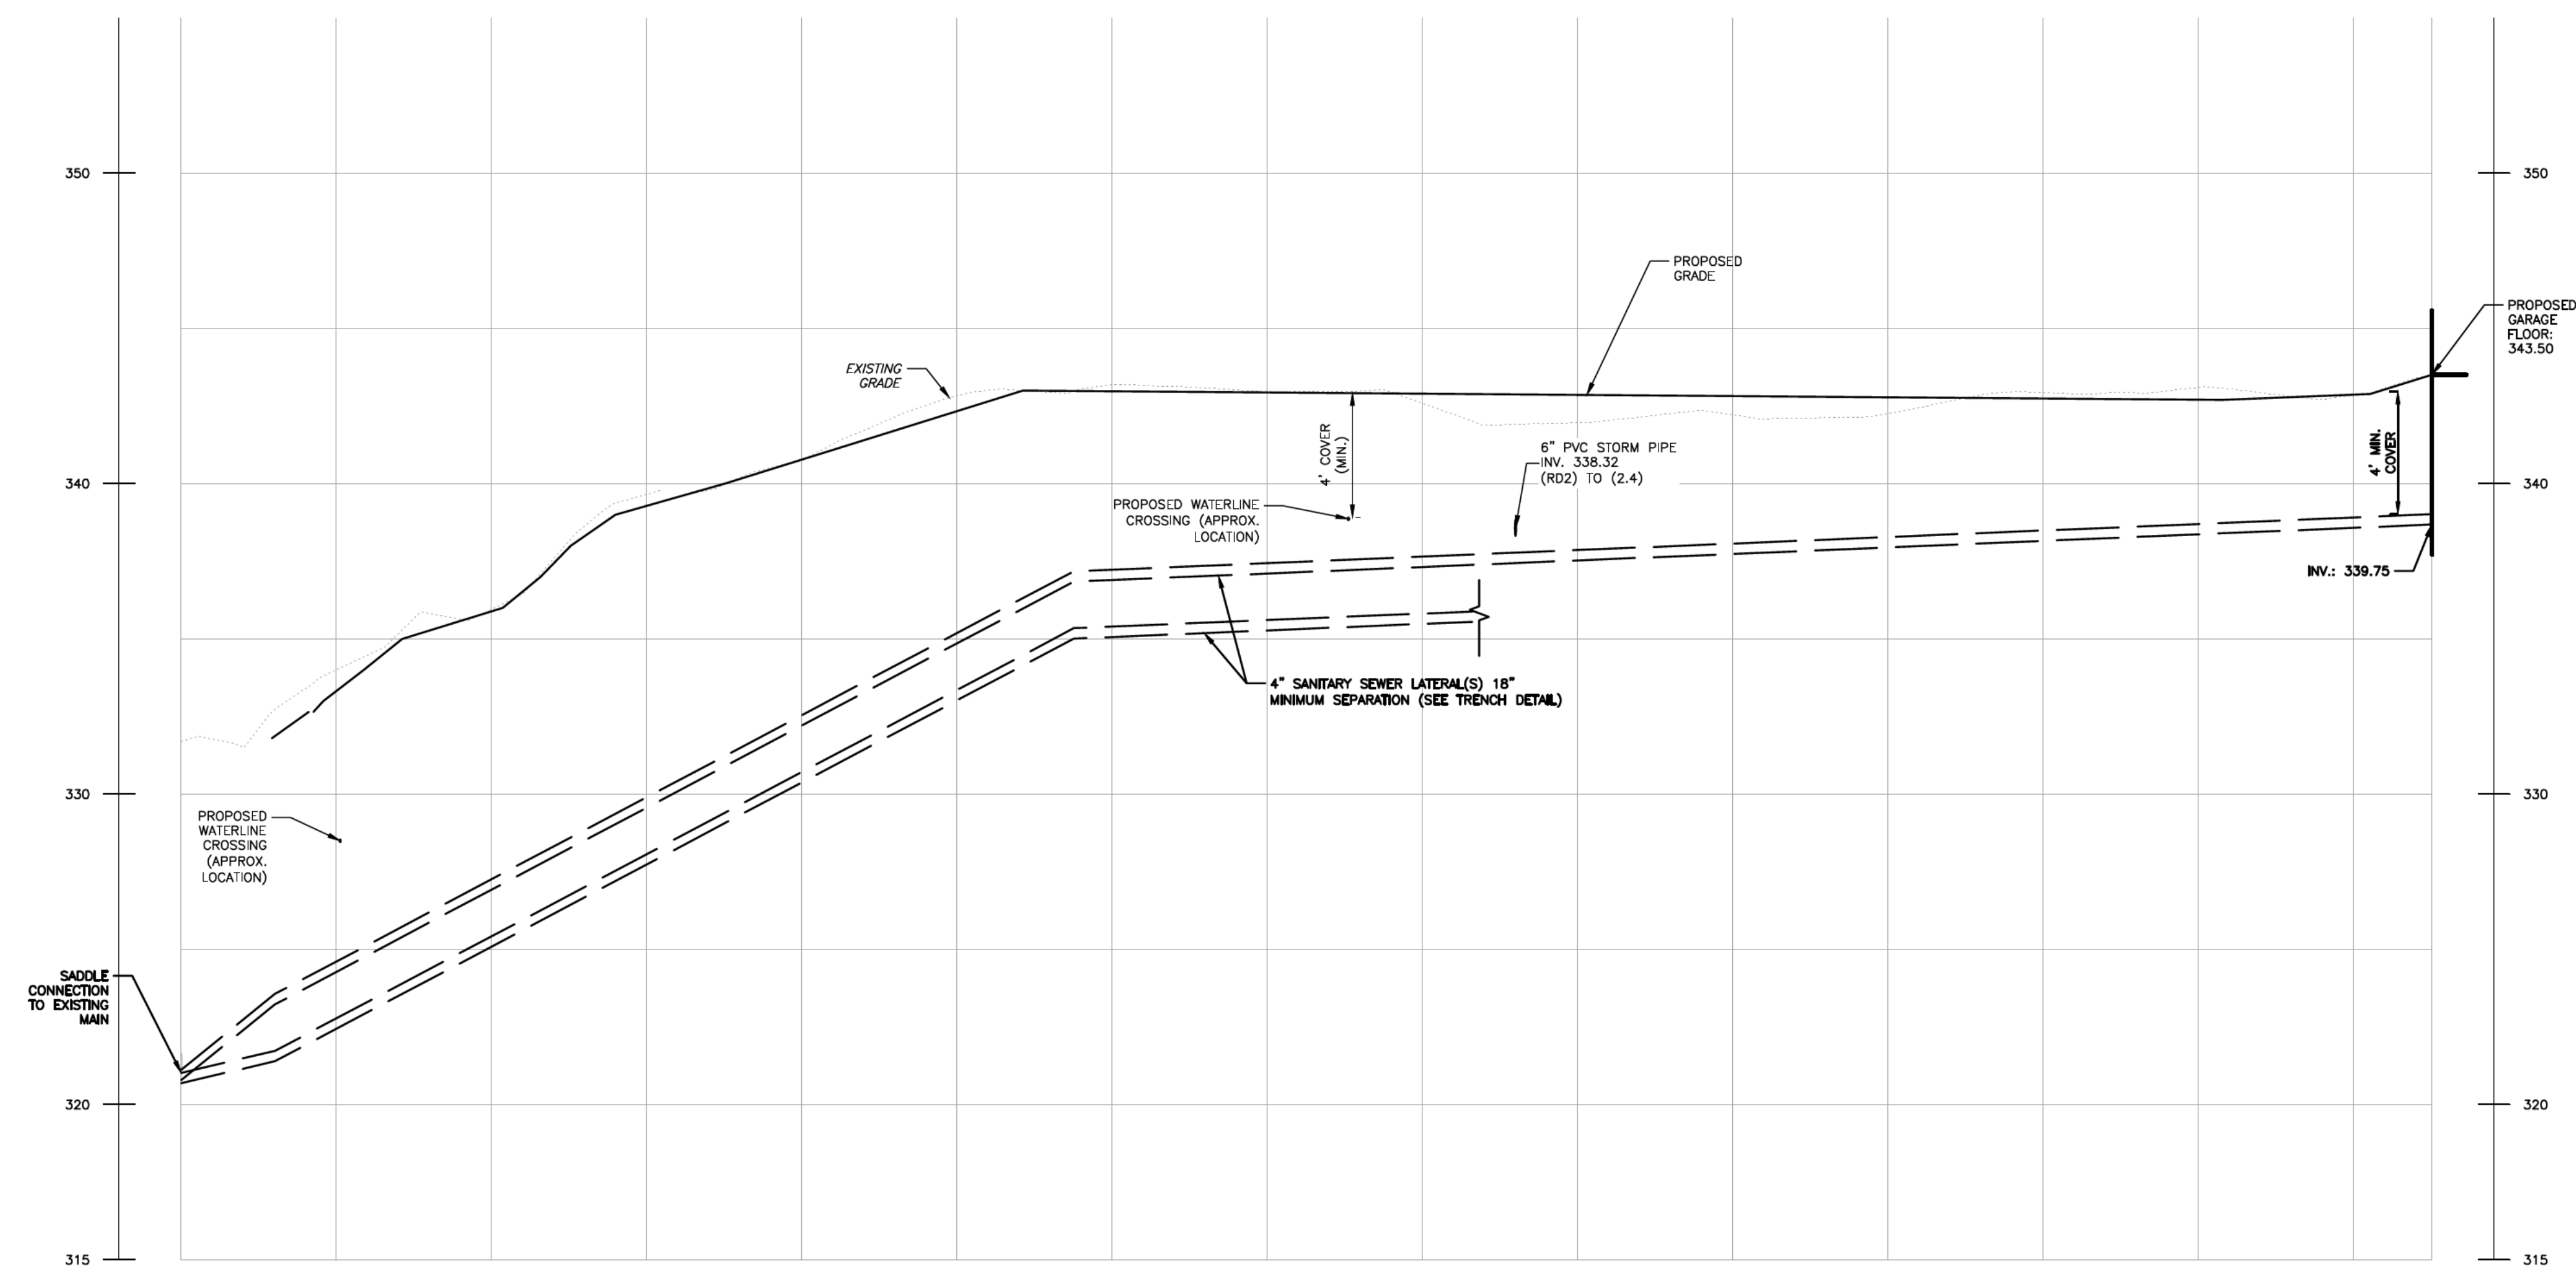 350
350
PROPOSED
GRADE
PROPOSED
GARAGE
FLOOR:
343.50
EXISTING
GRADE
4' COVER
(MIN.)
6" PVC STORM PIPE
INV. 338.32
(RD2) TO (2.4)
4' MIN.
COVER
340
340
PROPOSED WATERLINE
CROSSING (APPROX.
LOCATION)
INV.: 339.75
4" SANITARY SEWER LATERAL(S) 18"
MINIMUM SEPARATION (SEE TRENCH DETAIL)
330
330
PROPOSED
WATERLINE
CROSSING
(APPROX.
LOCATION)
SADDLE
CONNECTION
TO EXISTING
MAIN
320
320
315
315